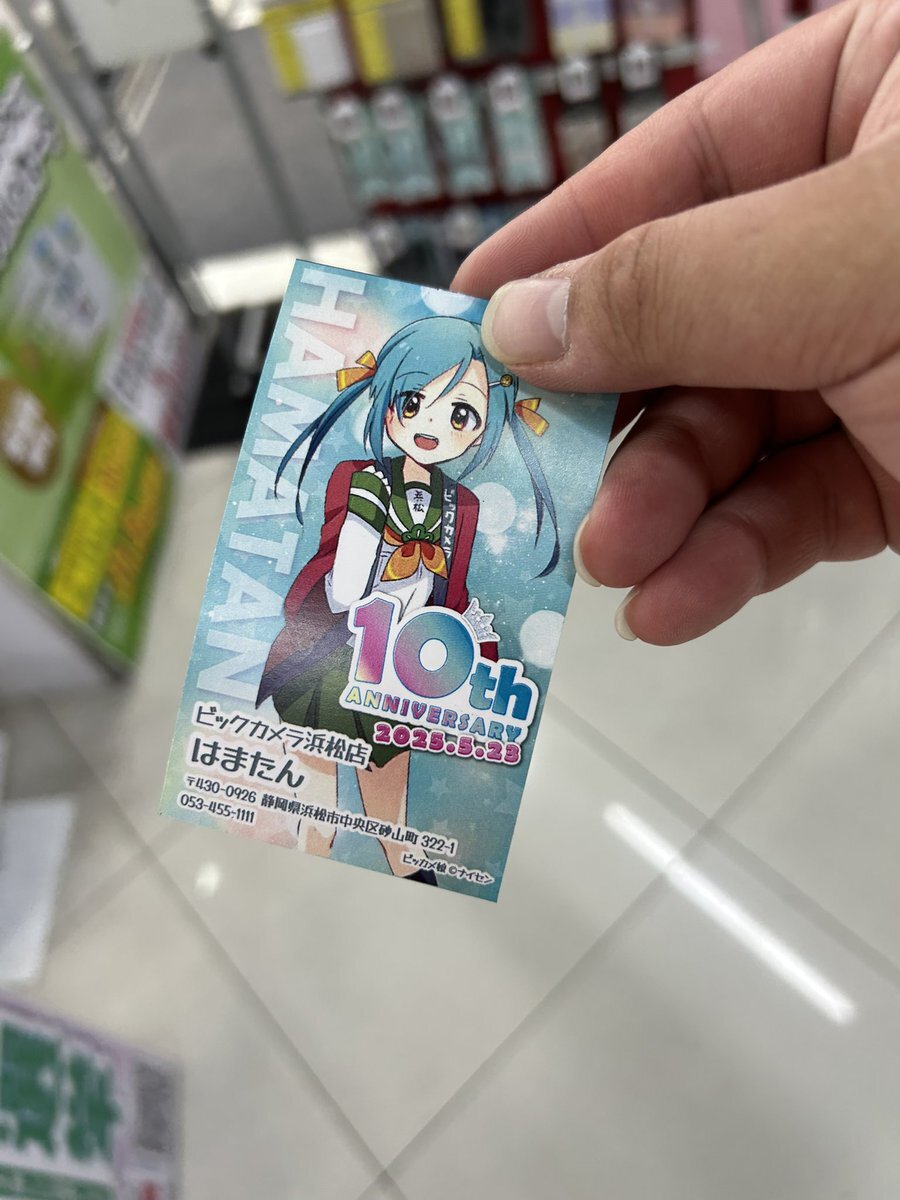 HAMATAN
浜松
ビックカメラ
10th
ANNIVERSARY
2025.5.23
ビックカメラ浜松店
はまたん
〒430-0926 静岡県浜松市中央区砂山町 322-1
053-455-1111
ビッカメ娘 ©ナイセン